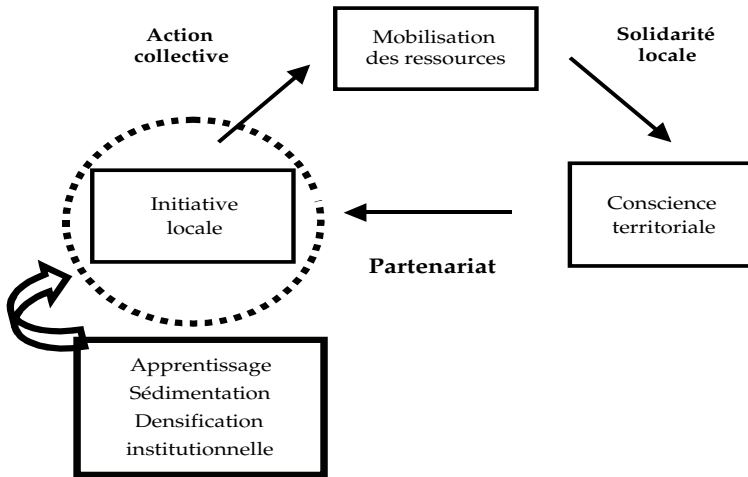 Action
collective
Mobilisation
des ressources
Solidarité
locale
Initiative
locale
Conscience
territoriale
Partenariat
Apprentissage
Sédimentation
Densification
institutionnelle